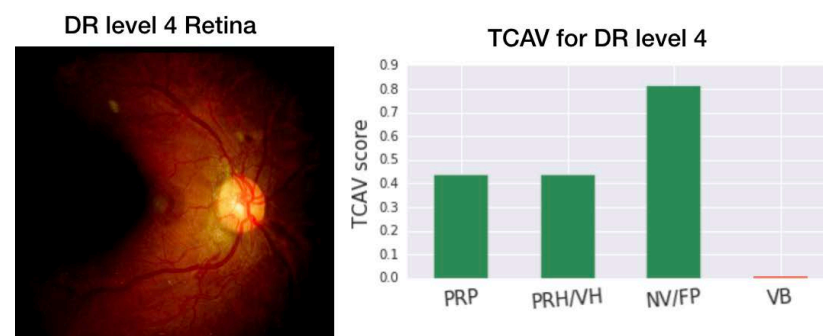 DR level 4 Retina
TCAV for DR level 4
TCAV score
0.9
0.8
0.7
0.6
0.5
0.4
0.3
0.2
0.1
0.0
PRP
PRH/VH
NV/FP
VB